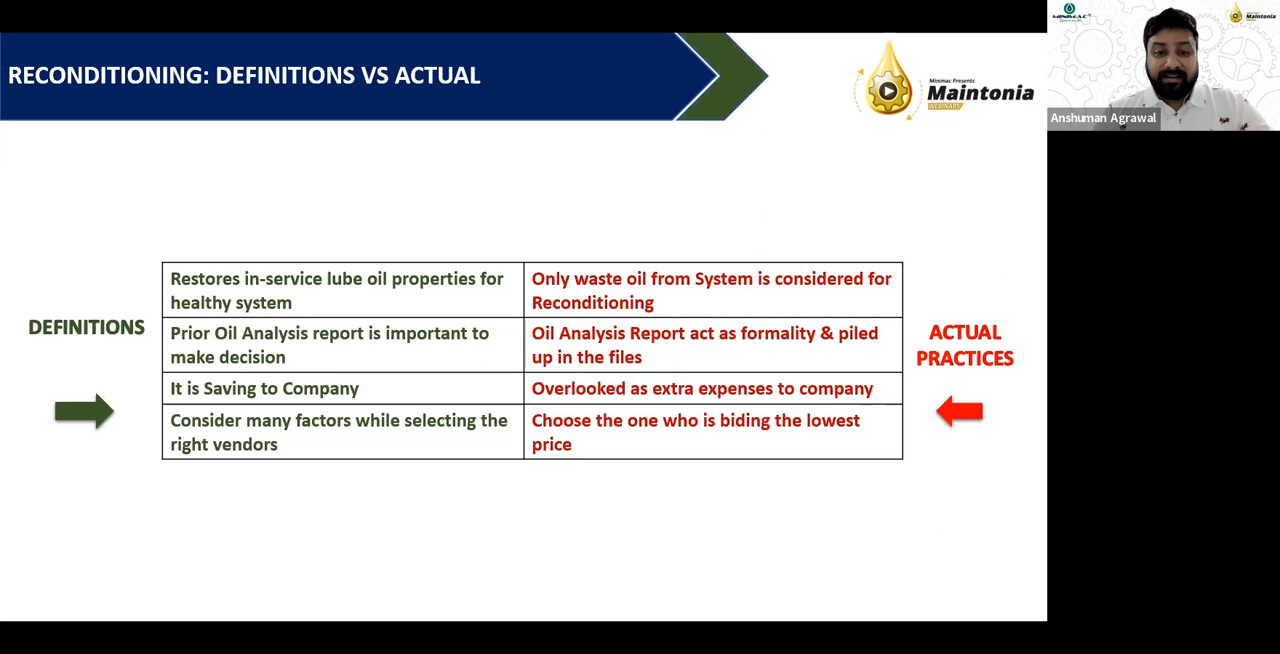 RECONDITIONING: DEFINITIONS VS ACTUAL
Minimac Presents
Maintonia
WEBINARS
MINIMAC
Maintonia
Anshuman Agrawal
DEFINITIONS
Restores in-service lube oil properties for
healthy system
Only waste oil from System is considered for
Reconditioning
Prior Oil Analysis report is important to
make decision
Oil Analysis Report act as formality & piled
up in the files
It is Saving to Company
Overlooked as extra expenses to company
Consider many factors while selecting the
right vendors
Choose the one who is biding the lowest
price
ACTUAL
PRACTICES